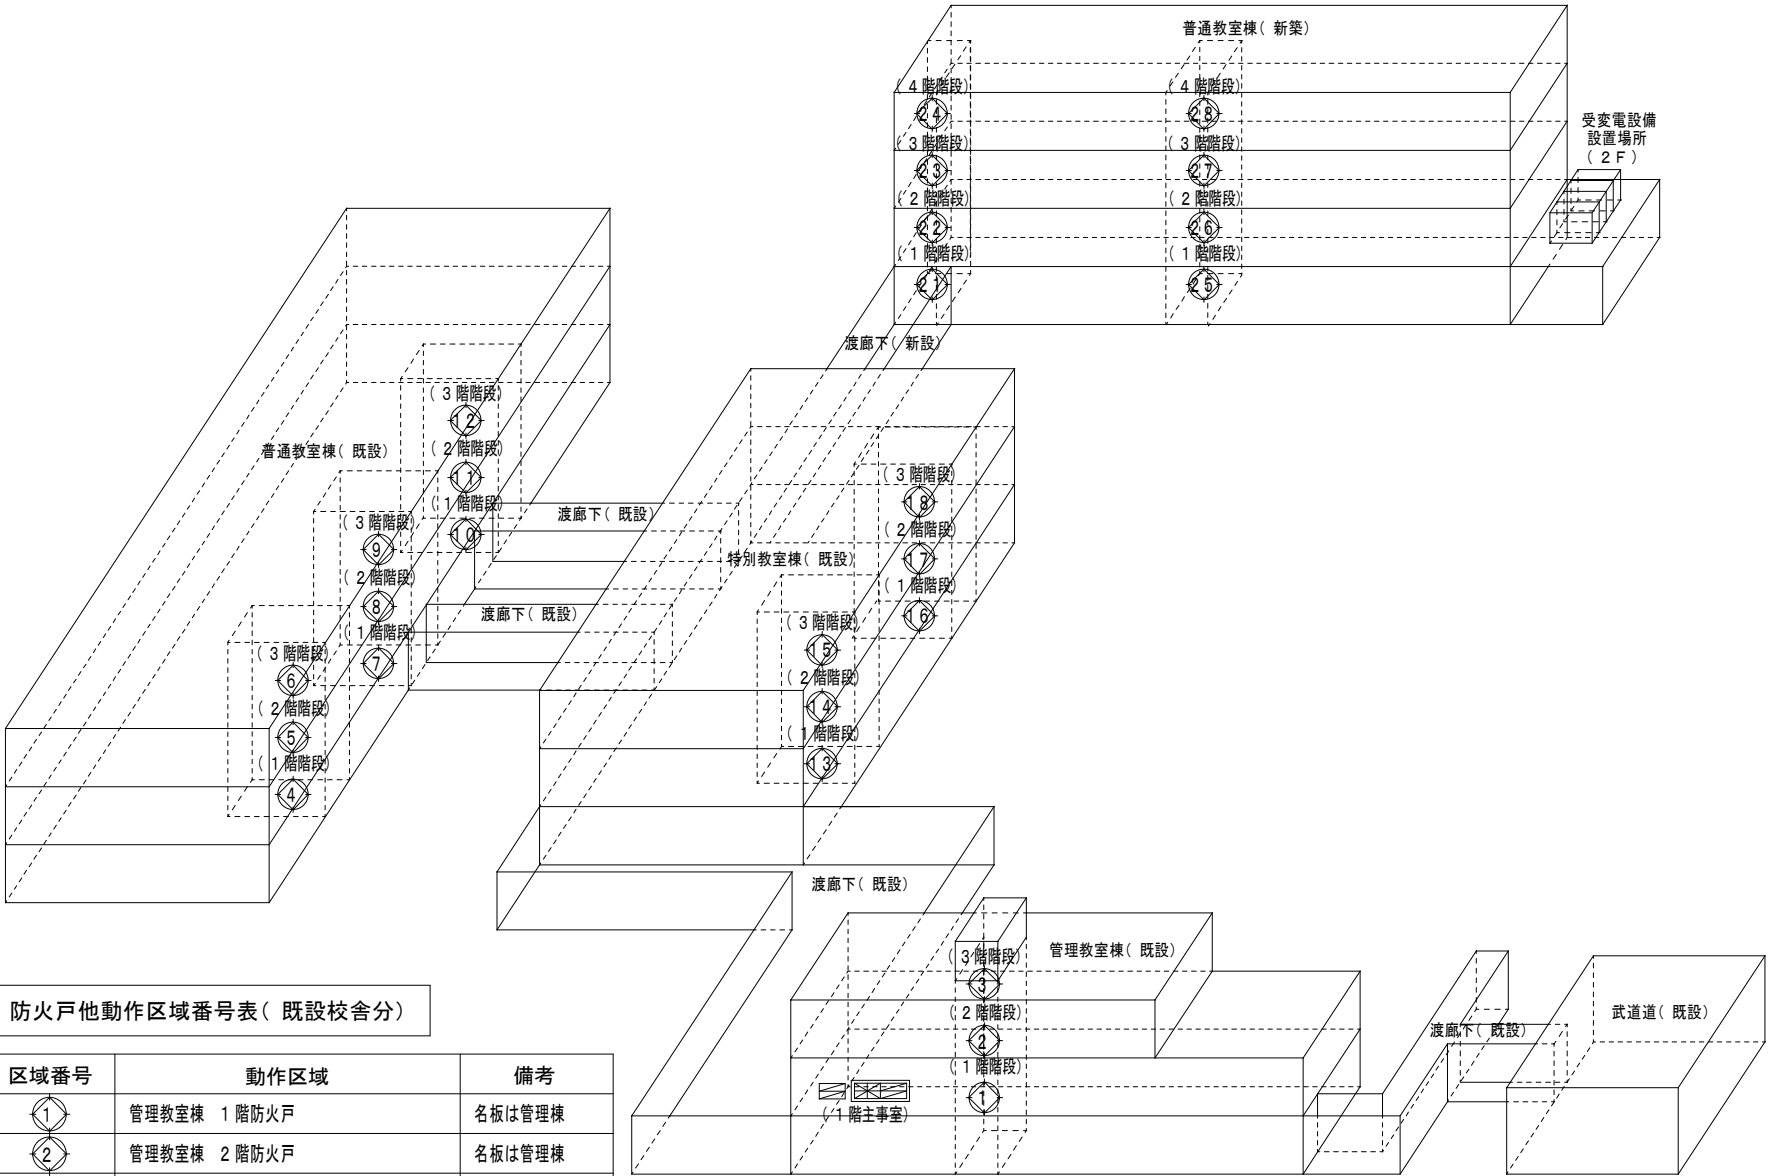 普通教室棟( 新築)
( 4 階階段)
24
( 3 階階段)
23
( 2 階階段)
22
( 1 階階段)
21
( 4 階階段)
28
( 3 階階段)
27
( 2 階階段)
26
( 1 階階段)
25
受変電設備
設置場所
( 2 F )
渡廊下( 新設)
普通教室棟( 既設)
( 3 階階段)
12
( 2 階階段)
11
( 1 階階段)
10
( 3 階階段)
9
( 2 階階段)
8
( 1 階階段)
7
( 3 階階段)
6
( 2 階階段)
5
( 1 階階段)
4
渡廊下( 既設)
渡廊下( 既設)
特別教室棟( 既設)
( 3 階階段)
18
( 2 階階段)
17
( 1 階階段)
16
( 3 階階段)
15
( 2 階階段)
14
( 1 階階段)
13
渡廊下( 既設)
管理教室棟( 既設)
( 3 階階段)
3
( 2 階階段)
2
( 1 階階段)
1
( 1 階主事室)
渡廊下( 既設)
武道道( 既設)
防火戸他動作区域番号表( 既設校舎分)
区域番号 動作区域 備考
1 管理教室棟 1 階防火戸 名板は管理棟
2 管理教室棟 2 階防火戸 名板は管理棟